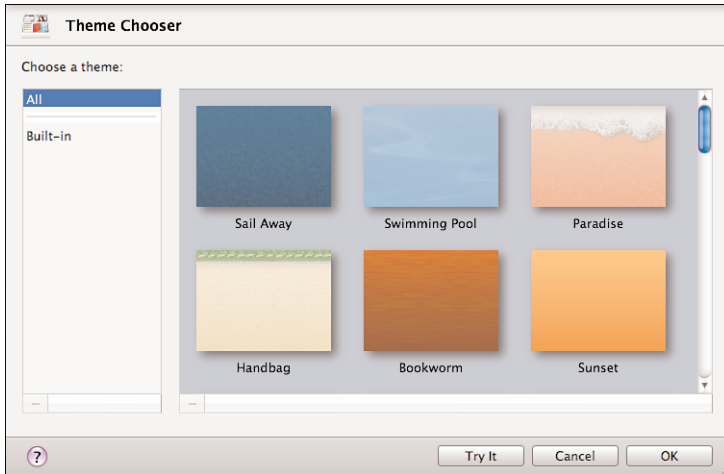 Theme Chooser
Choose a theme:
All
Built-in
Sail Away
Swimming Pool
Paradise
Handbag
Bookworm
Sunset
?
Try It
Cancel
OK